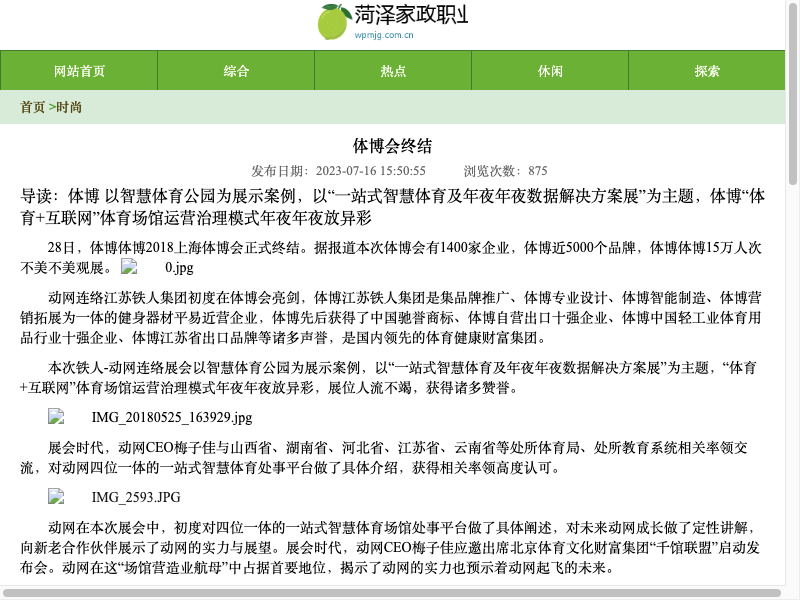 菏泽家政职业
wpmjg.com.cn
网站首页 综合 热点 休闲 探索
首页 >时尚
体博会终结
发布日期：2023-07-16 15:50:55 浏览次数：875
导读：体博 以智慧体育公园为展示案例，以“一站式智慧体育及年夜年夜数据解决方案展”为主题，体博“体
育+互联网”体育场馆运营治理模式年夜年夜放异彩
28日，体博体博2018上海体博会正式终结。据报道本次体博会有1400家企业，体博近5000个品牌，体博体博15万人次
不美不美观展。 0.jpg
动网连络江苏铁人集团初度在体博会亮剑，体博江苏铁人集团是集品牌推广、体博专业设计、体博智能制造、体博营
销拓展为一体的健身器材平易近营企业，体博先后获得了中国驰誉商标、体博自营出口十强企业、体博中国轻工业体育用
品行业十强企业、体博江苏省出口品牌等诸多声誉，是国内领先的体育健康财富集团。
本次铁人-动网连络展会以智慧体育公园为展示案例，以“一站式智慧体育及年夜年夜数据解决方案展”为主题，“体育
+互联网”体育场馆运营治理模式年夜年夜放异彩，展位人流不竭，获得诸多赞誉。
IMG_20180525_163929.jpg
展会时代，动网CEO梅子佳与山西省、湖南省、河北省、江苏省、云南省等处所体育局、处所教育系统相关率领交
流，对动网四位一体的一站式智慧体育处事平台做了具体介绍，获得相关率领高度认可。
IMG_2593.JPG
动网在本次展会中，初度对四位一体的一站式智慧体育场馆处事平台做了具体阐述，对未来动网成长做了定性讲解，
向新老合作伙伴展示了动网的实力与展望。展会时代，动网CEO梅子佳应邀出席北京体育文化财富集团“千馆联盟”启动发
布会。动网在这“场馆营造业航母”中占据首要地位，揭示了动网的实力也预示着动网起飞的未来。